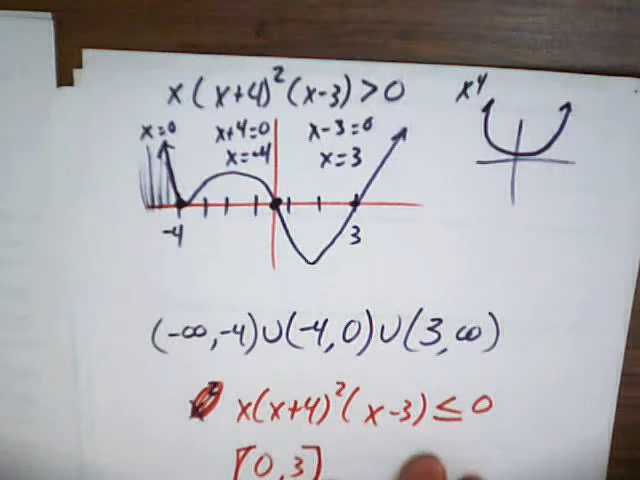 x(x+4)²(x-3)>0
x⁴
x=0 x+4=0 x-3=0
x=-4 x=3
-4 3
(-∞,-4)∪(-4,0)∪(3,∞)
x(x+4)²(x-3)≤0
[0,3]